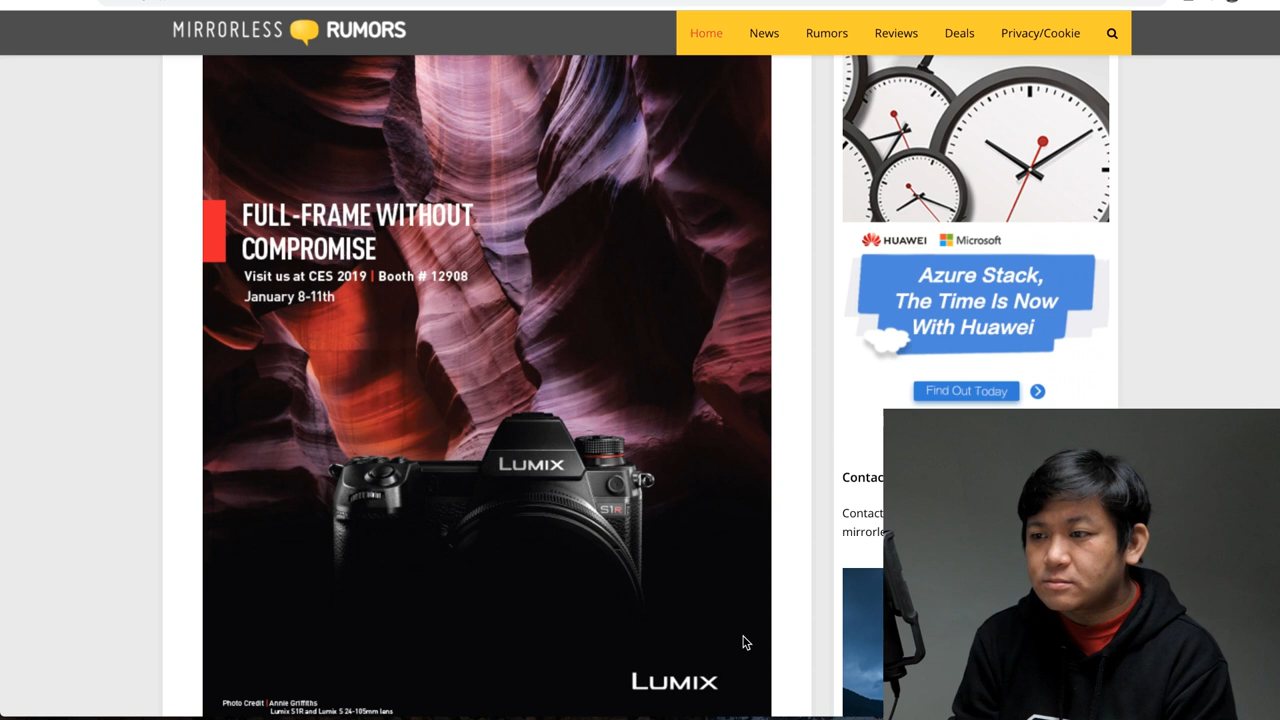 MIRRORLESS RUMORS
Home News Rumors Reviews Deals Privacy/Cookie
FULL-FRAME WITHOUT
COMPROMISE
Visit us at CES 2019 | Booth # 12908
January 8-11th
LUMIX
S1R
LUMIX
Photo Credit | Annie Griffiths
Lumix S1R and Lumix S 24-105mm lens
HUAWEI Microsoft
Azure Stack,
The Time Is Now
With Huawei
Find Out Today
Contac
Contact
mirrorle